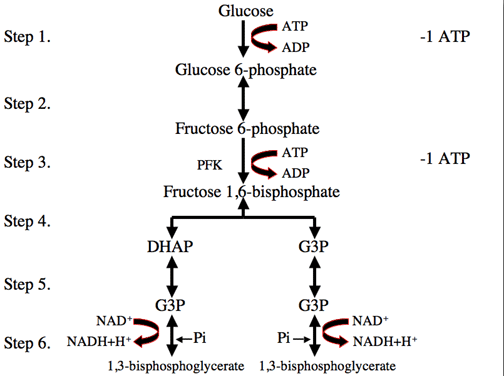 Glucose
Step 1.
ATP
ADP
-1 ATP
Glucose 6-phosphate
Step 2.
Fructose 6-phosphate
Step 3.
PFK
ATP
ADP
-1 ATP
Fructose 1,6-bisphosphate
Step 4.
DHAP G3P
Step 5.
G3P G3P
Step 6.
NAD⁺ NAD⁺
NADH+H⁺ Pi Pi NADH+H⁺
1,3-bisphosphoglycerate 1,3-bisphosphoglycerate